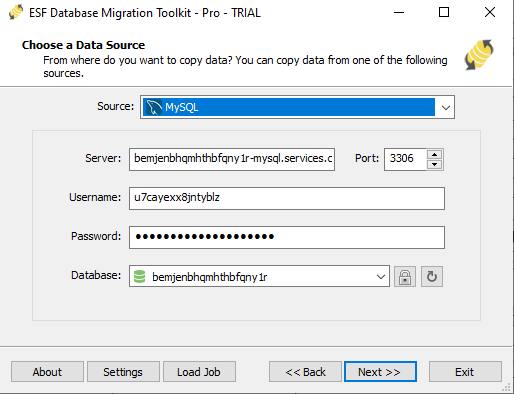 ESF Database Migration Toolkit - Pro - TRIAL
Choose a Data Source
From where do you want to copy data? You can copy data from one of the following
sources.
Source: MySQL
Server: bemjenbhqmhthbfqny1r-mysql.services.c Port: 3306
Username: u7cayexx8jntyblz
Password: ••••••••••••••••••••
Database: bemjenbhqmhthbfqny1r
About Settings Load Job << Back Next >> Exit